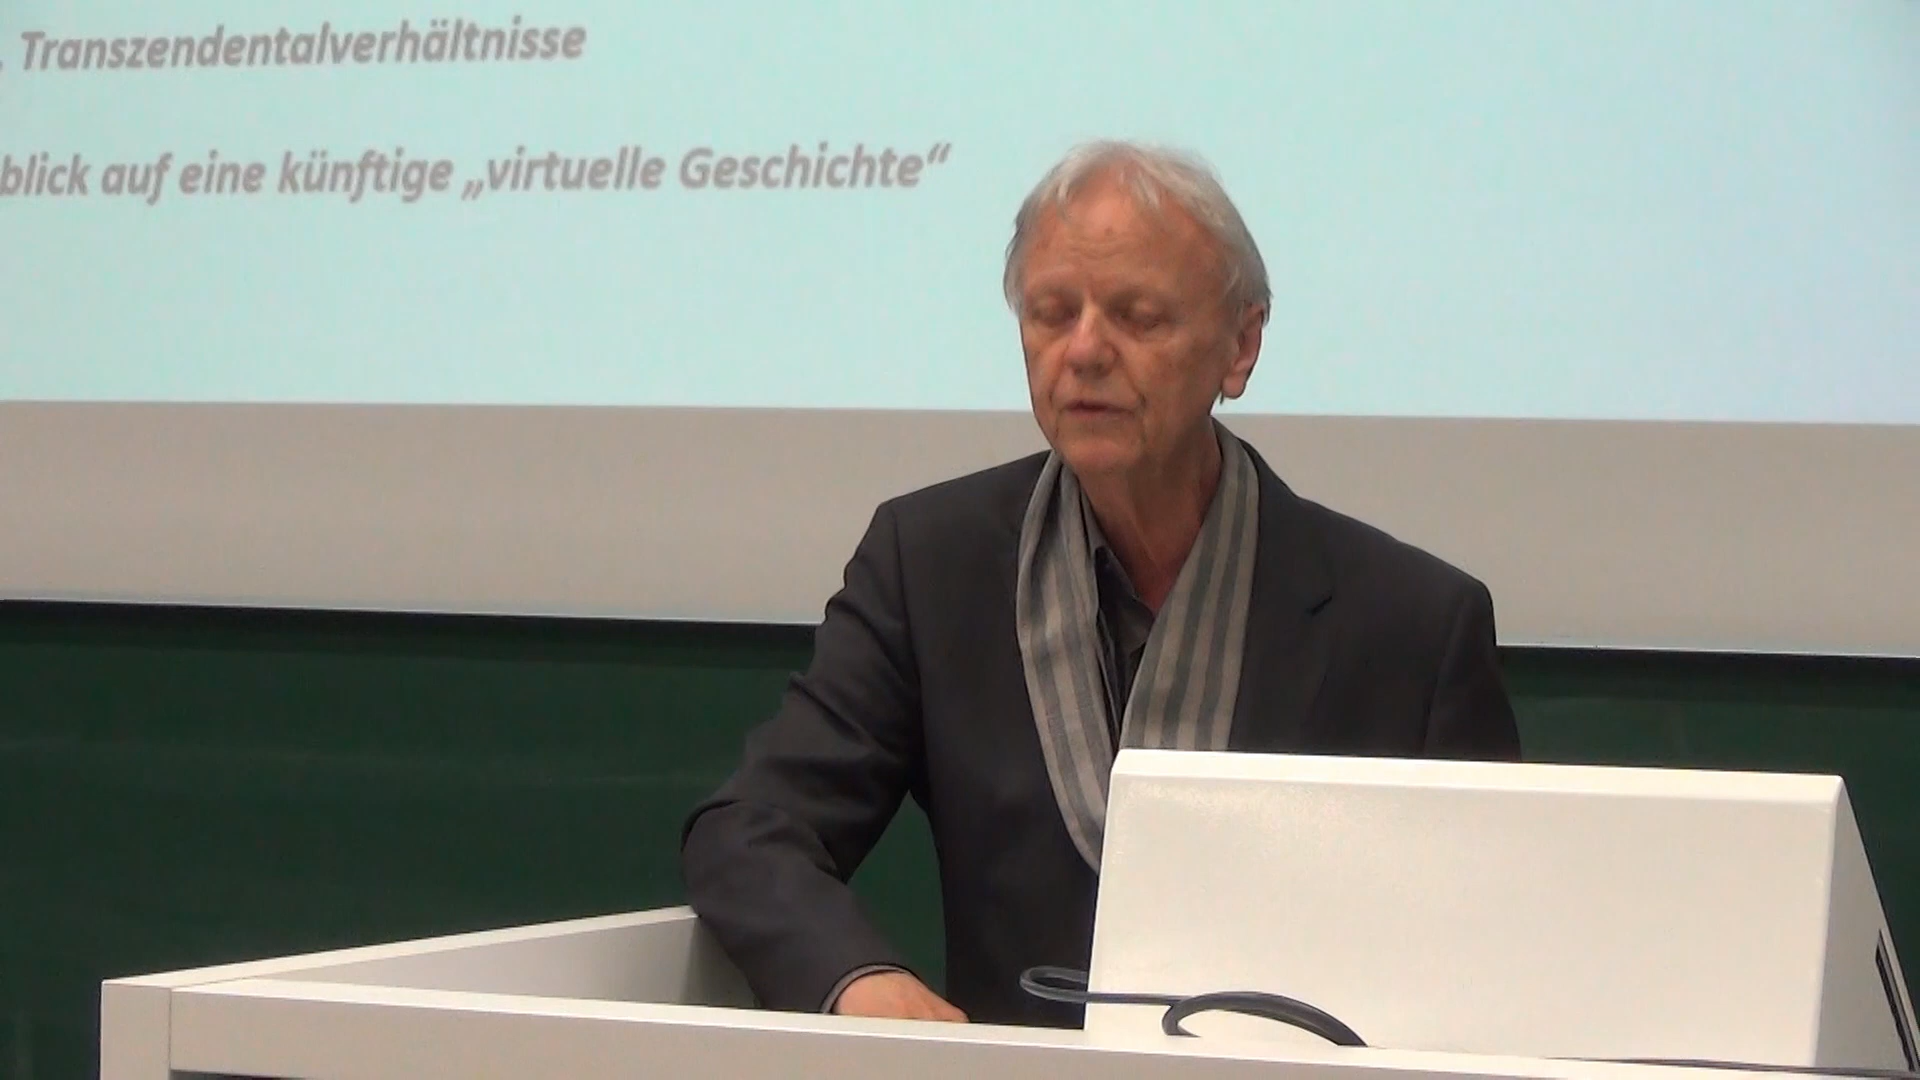 . Transzendentalverhältnisse
blick auf eine künftige „virtuelle Geschichte“